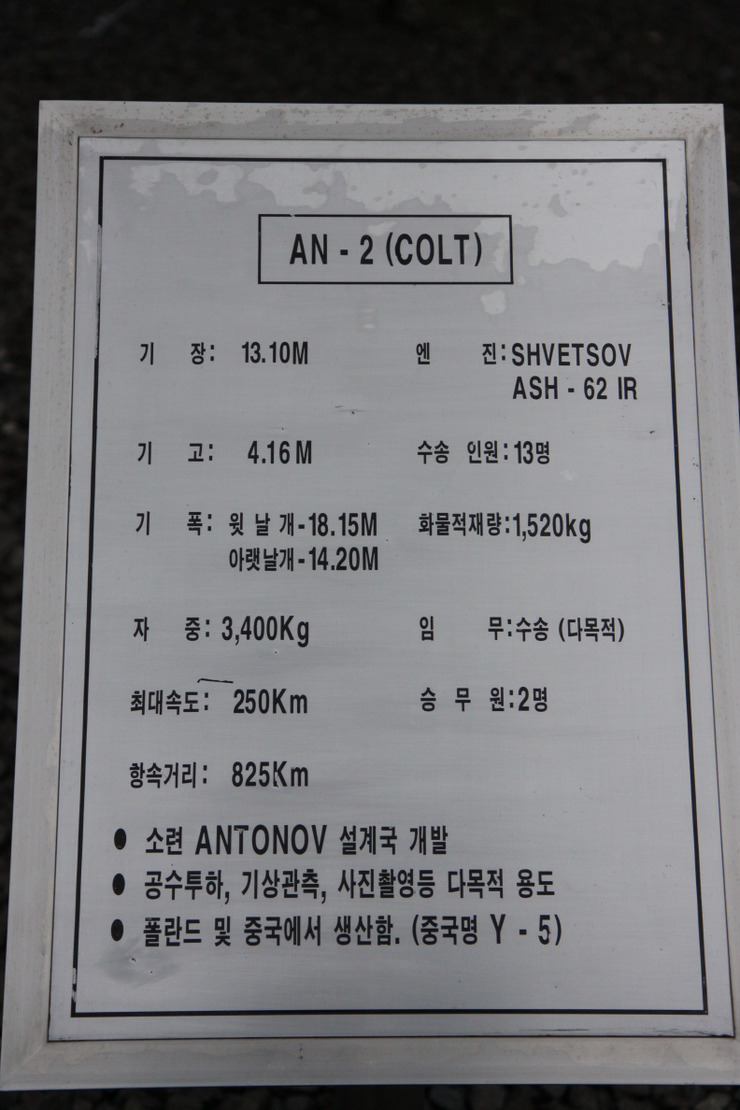 AN - 2 (COLT)
기 장: 13.10M 엔 진:SHVETSOV
ASH - 62 IR
기 고: 4.16M 수송 인원:13명
기 폭: 윗 날 개-18.15M 화물적재량:1,520kg
아랫날개-14.20M
자 중: 3,400Kg 임 무:수송 (다목적)
최대속도: 250Km 승 무 원:2명
항속거리: 825Km
● 소련 ANTONOV 설계국 개발
● 공수투하, 기상관측, 사진촬영등 다목적 용도
● 폴란드 및 중국에서 생산함. (중국명 Y - 5)